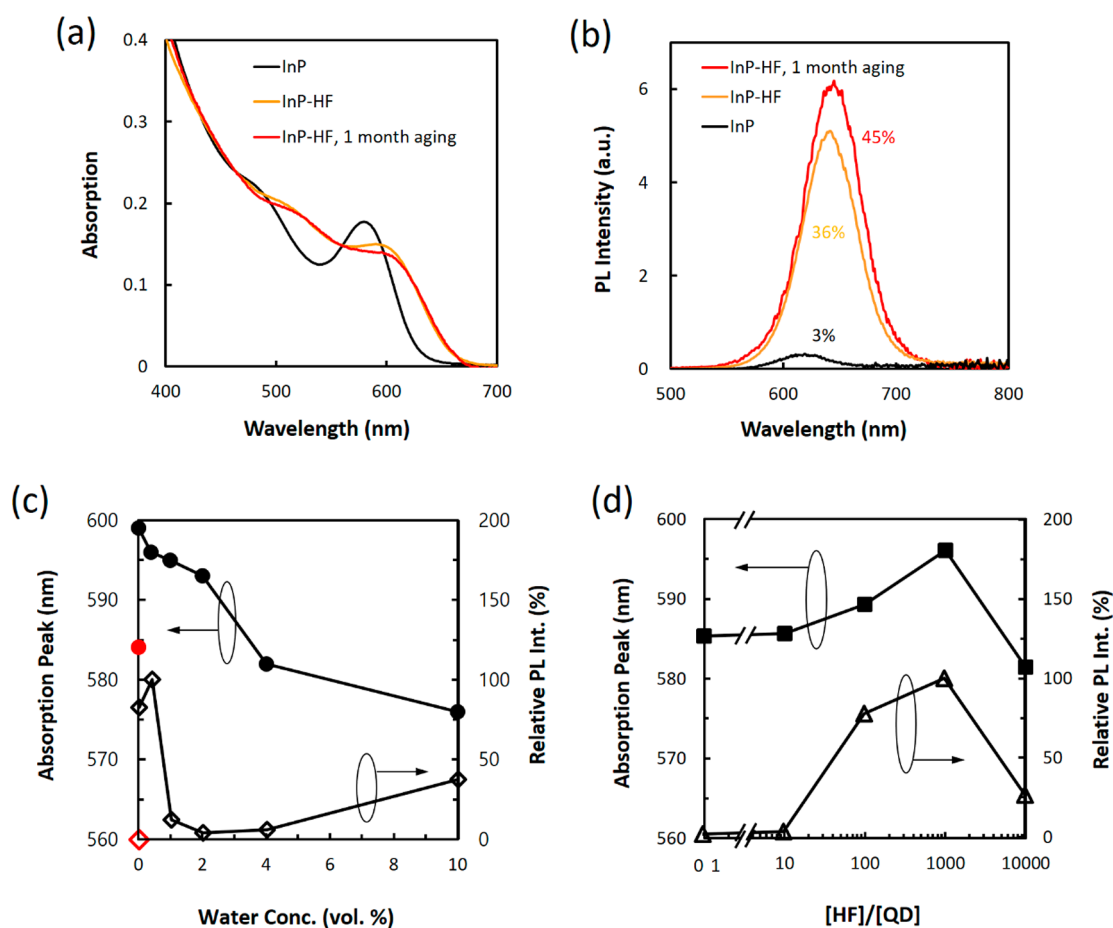 (a)
0.4
0.3
0.2
0.1
0
Absorption
InP
InP-HF
InP-HF, 1 month aging
400 500 600 700
Wavelength (nm)
(b)
6
4
2
0
PL Intensity (a.u.)
InP-HF, 1 month aging
InP-HF
InP
45%
36%
3%
500 600 700 800
Wavelength (nm)
(c)
600
590
580
570
560
Absorption Peak (nm)
200
150
100
50
0
Relative PL Int. (%)
0 2 4 6 8 10
Water Conc. (vol. %)
(d)
600
590
580
570
560
Absorption Peak (nm)
200
150
100
50
0
Relative PL Int. (%)
0 1 10 100 1000 10000
[HF]/[QD]